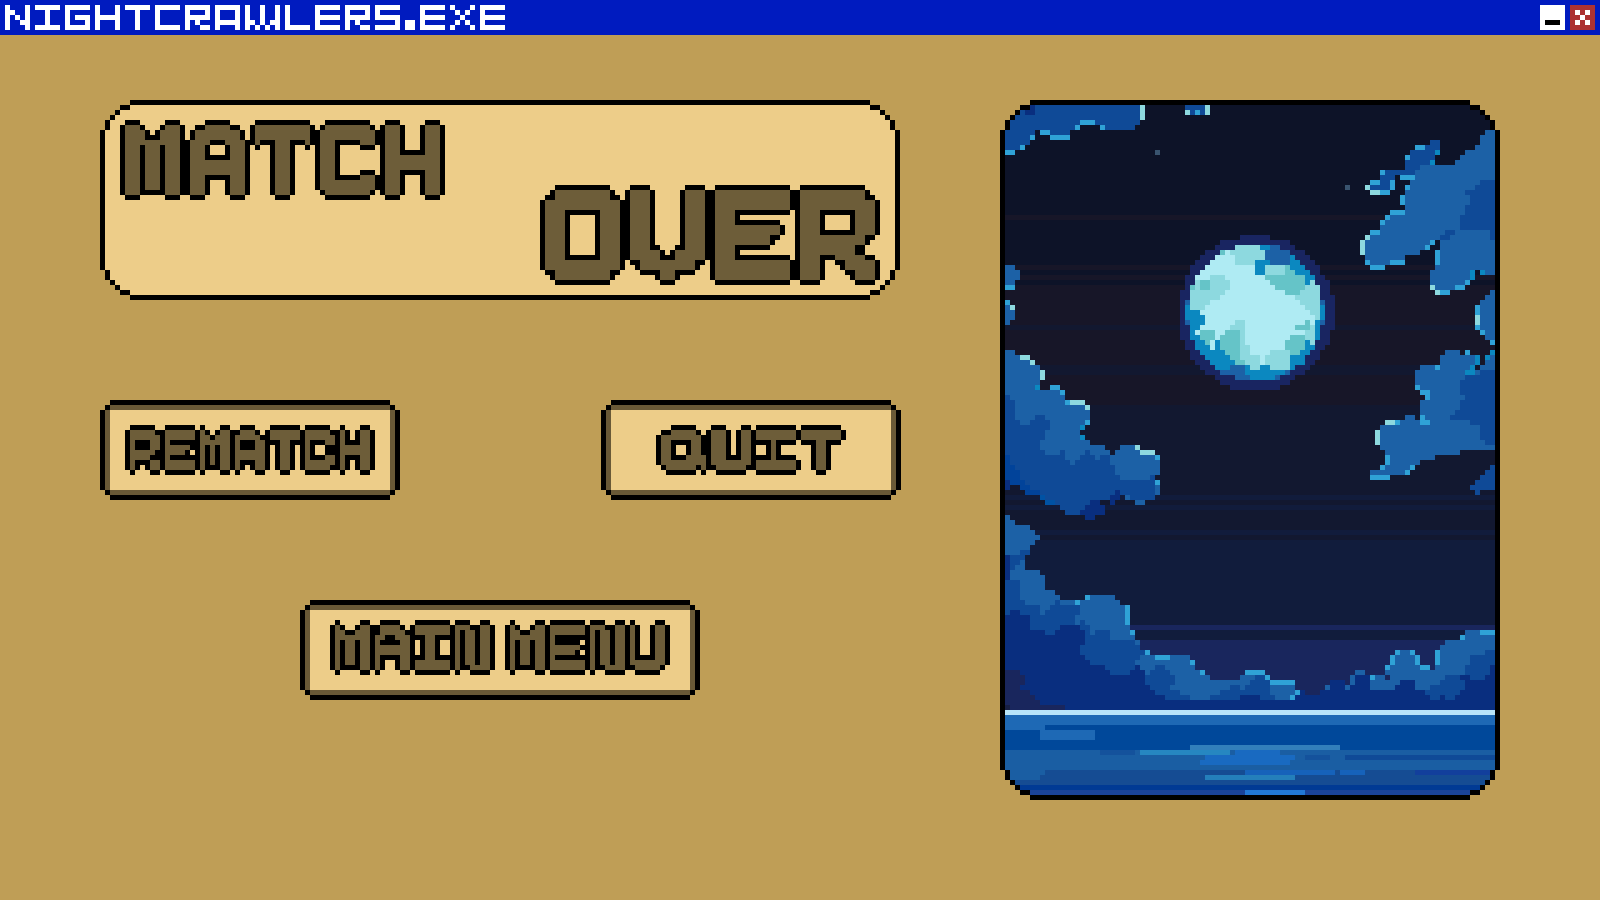 NIGHTCRAWLERS.EXE
MATCH
OVER
REMATCH
QUIT
MAIN MENU